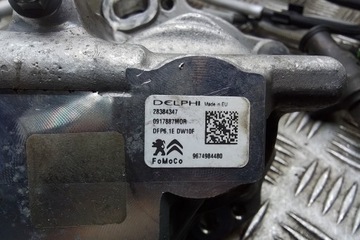 DELPHI Made in EU
28384347
0917887MDR
DFP6.1E DW10F
FoMoCo
9674984480